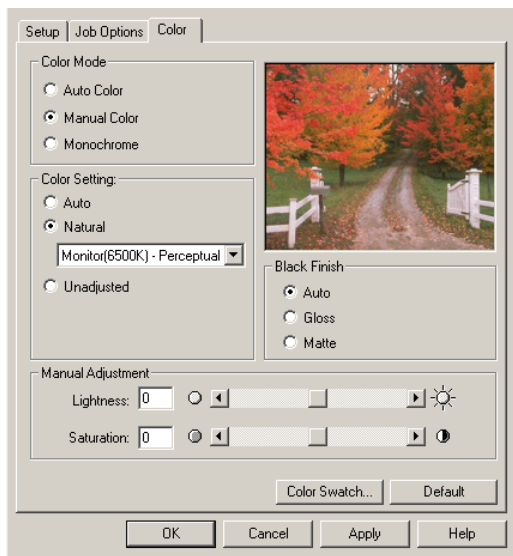 Setup Job Options Color
Color Mode
Auto Color
Manual Color
Monochrome
Color Setting:
Auto
Natural
Monitor(6500K) - Perceptual
Unadjusted
Black Finish
Auto
Gloss
Matte
Manual Adjustment
Lightness: 0
Saturation: 0
Color Swatch... Default
OK Cancel Apply Help